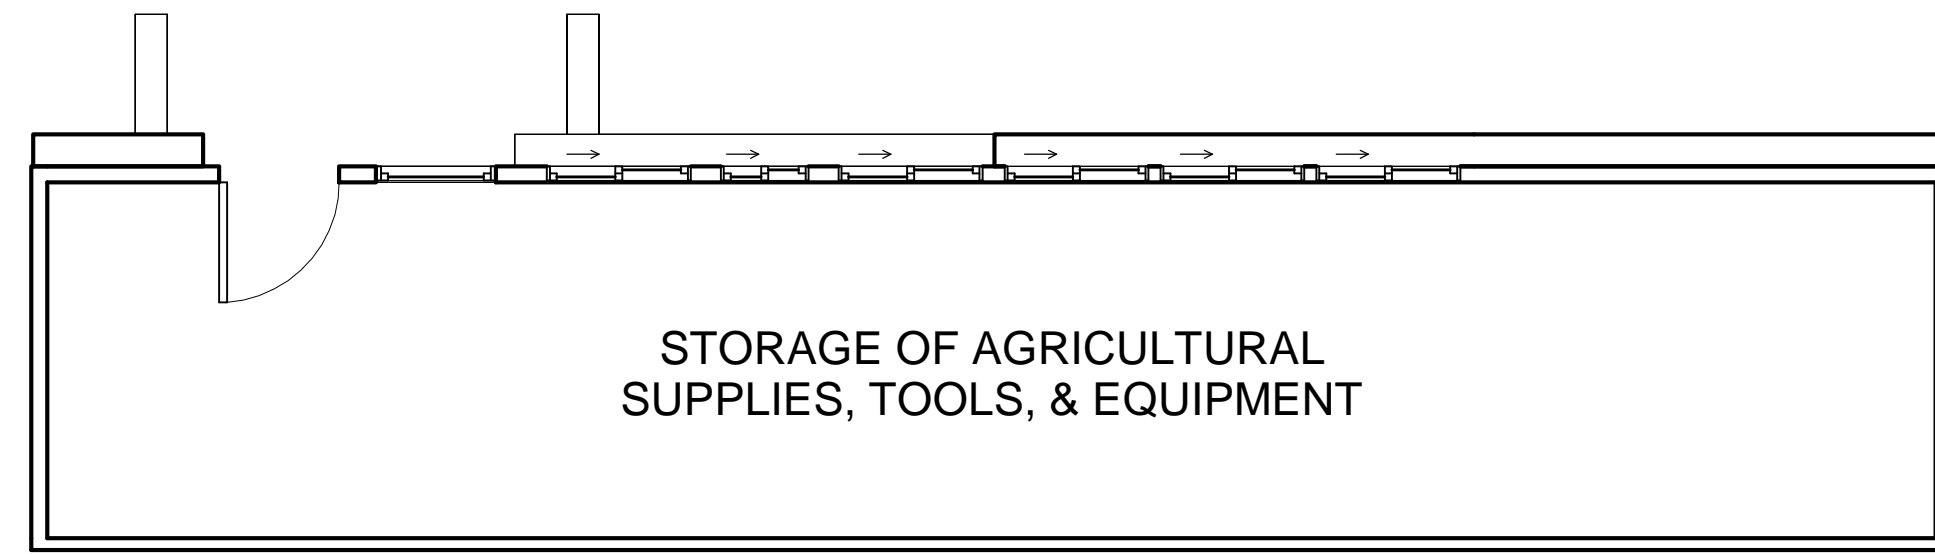 STORAGE OF AGRICULTURAL
SUPPLIES, TOOLS, & EQUIPMENT